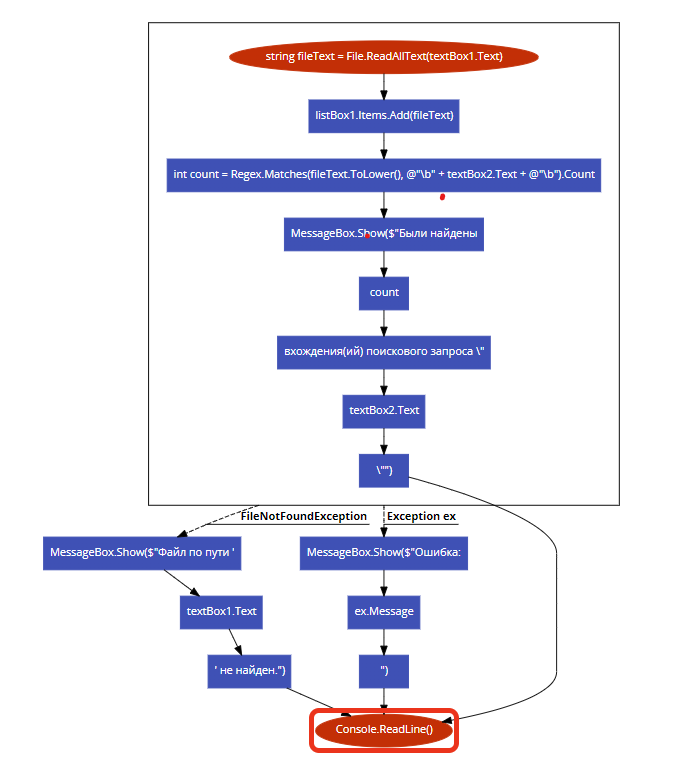 string fileText = File.ReadAllText(textBox1.Text)
listBox1.Items.Add(fileText)
int count = Regex.Matches(fileText.ToLower(), @"\b" + textBox2.Text + @"\b").Count
MessageBox.Show($"Были найдены
count
вхождения(ий) поискового запроса \"
textBox2.Text
\"")
FileNotFoundException
Exception ex
MessageBox.Show($"Файл по пути '
MessageBox.Show($"Ошибка:
textBox1.Text
ex.Message
' не найден.")
")
Console.ReadLine()